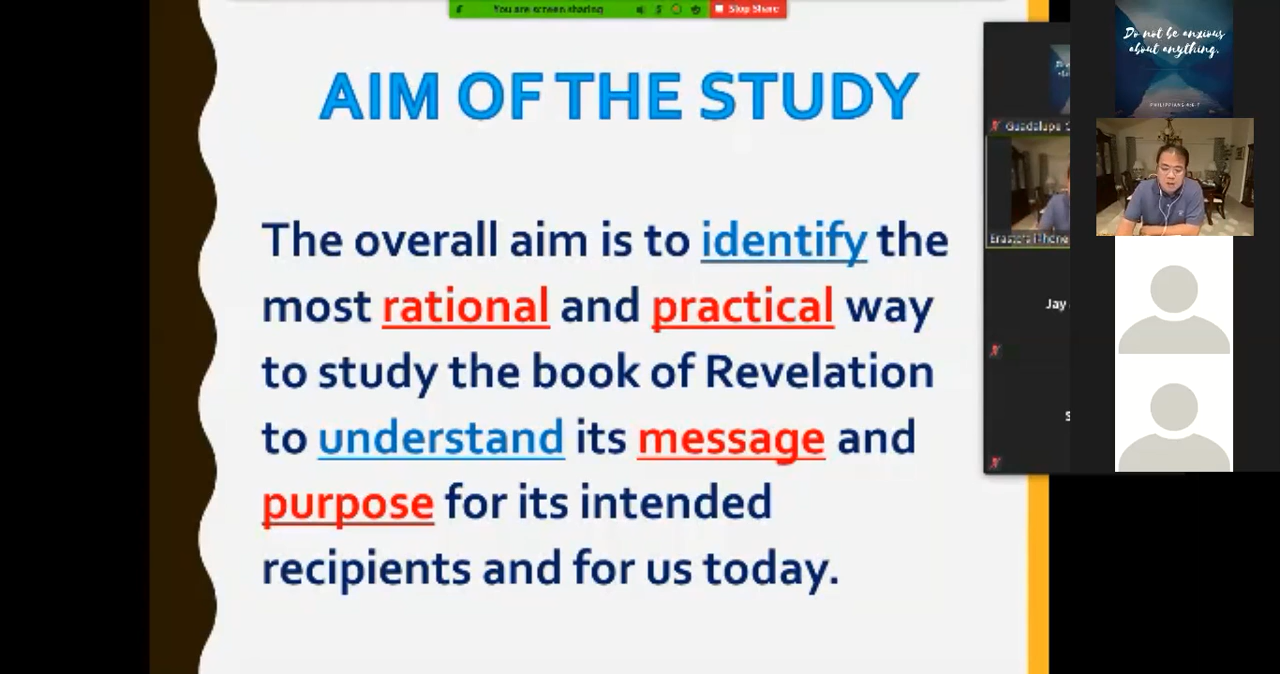 You are screen sharing
Stop Share
AIM OF THE STUDY
The overall aim is to identify the
most rational and practical way
to study the book of Revelation
to understand its message and
purpose for its intended
recipients and for us today.
Do not be anxious
about anything.
Guadalupe
Jay